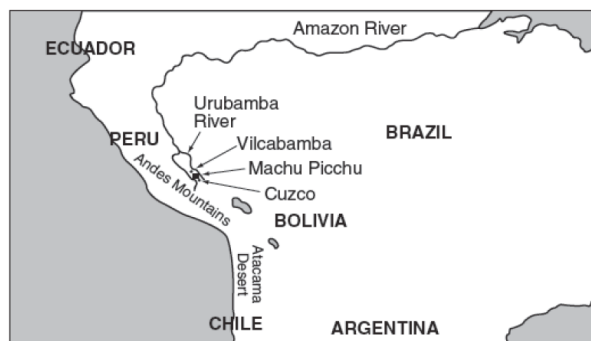 Amazon River
ECUADOR
Urubamba
River
PERU
Vilcabamba
BRAZIL
Machu Picchu
Andes Mountains
Cuzco
BOLIVIA
Atacama
Desert
CHILE
ARGENTINA